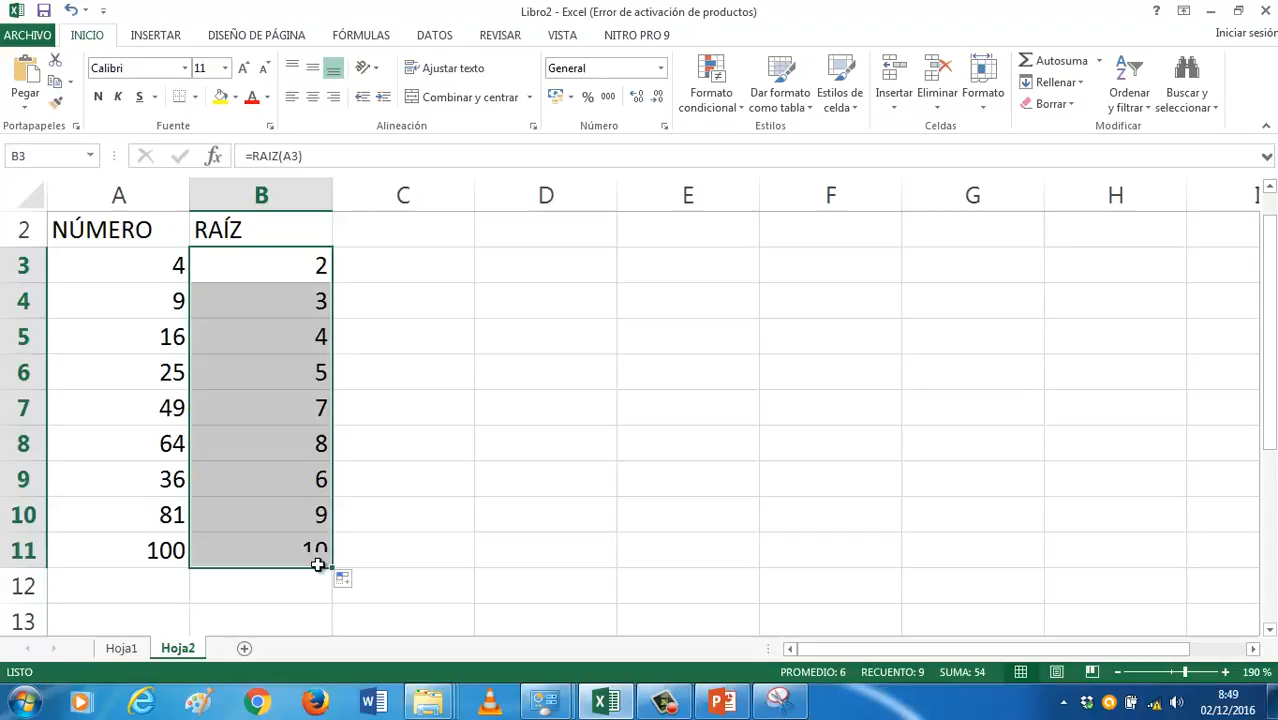 Libro2 - Excel (Error de activación de productos)
ARCHIVO INICIO INSERTAR DISEÑO DE PÁGINA FÓRMULAS DATOS REVISAR VISTA NITRO PRO 9 Iniciar sesión
Pegar
Calibri 11
N K S
Ajustar texto
Combinar y centrar
General
% 000
Formato condicional
Dar formato como tabla
Estilos de celda
Insertar
Eliminar
Formato
Autosuma
Rellenar
Borrar
Ordenar y filtrar
Buscar y seleccionar
Portapapeles Fuente Alineación Número Estilos Celdas Modificar
B3 fx =RAIZ(A3)
A B C D E F G H I
2 NÚMERO RAÍZ
3 4 2
4 9 3
5 16 4
6 25 5
7 49 7
8 64 8
9 36 6
10 81 9
11 100 10
12
13
Hoja1 Hoja2
LISTO PROMEDIO: 6 RECUENTO: 9 SUMA: 54 190 %
8:49
02/12/2016